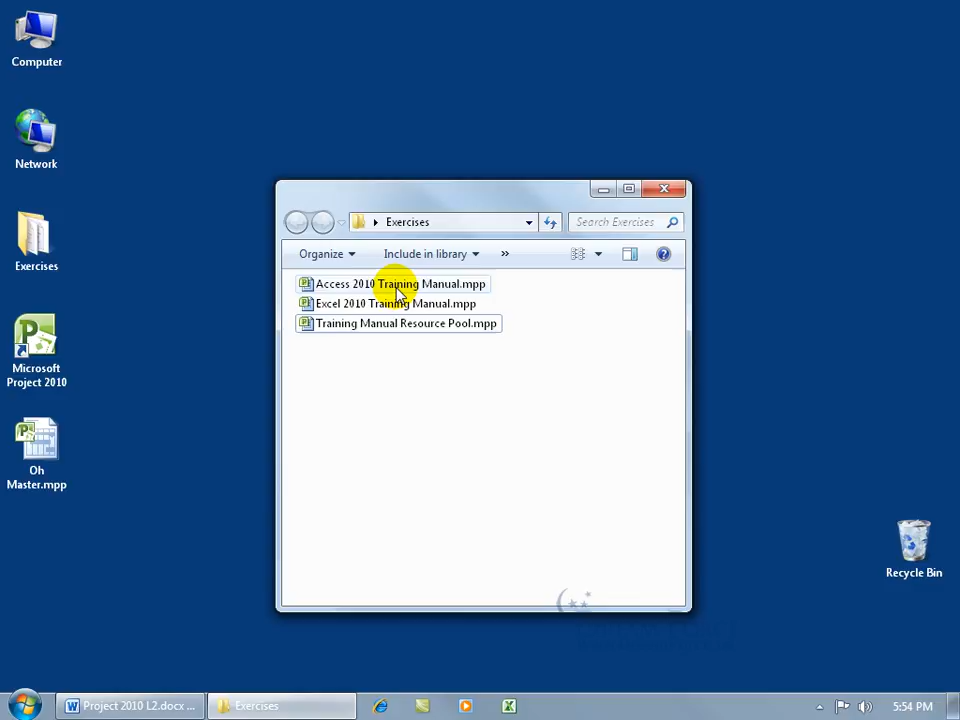 Computer
Network
Exercises
Microsoft
Project 2010
Oh
Master.mpp
Exercises
Search Exercises
Organize
Include in library
»
Access 2010 Training Manual.mpp
Excel 2010 Training Manual.mpp
Training Manual Resource Pool.mpp
Recycle Bin
Project 2010 L2.docx ...
Exercises
5:54 PM